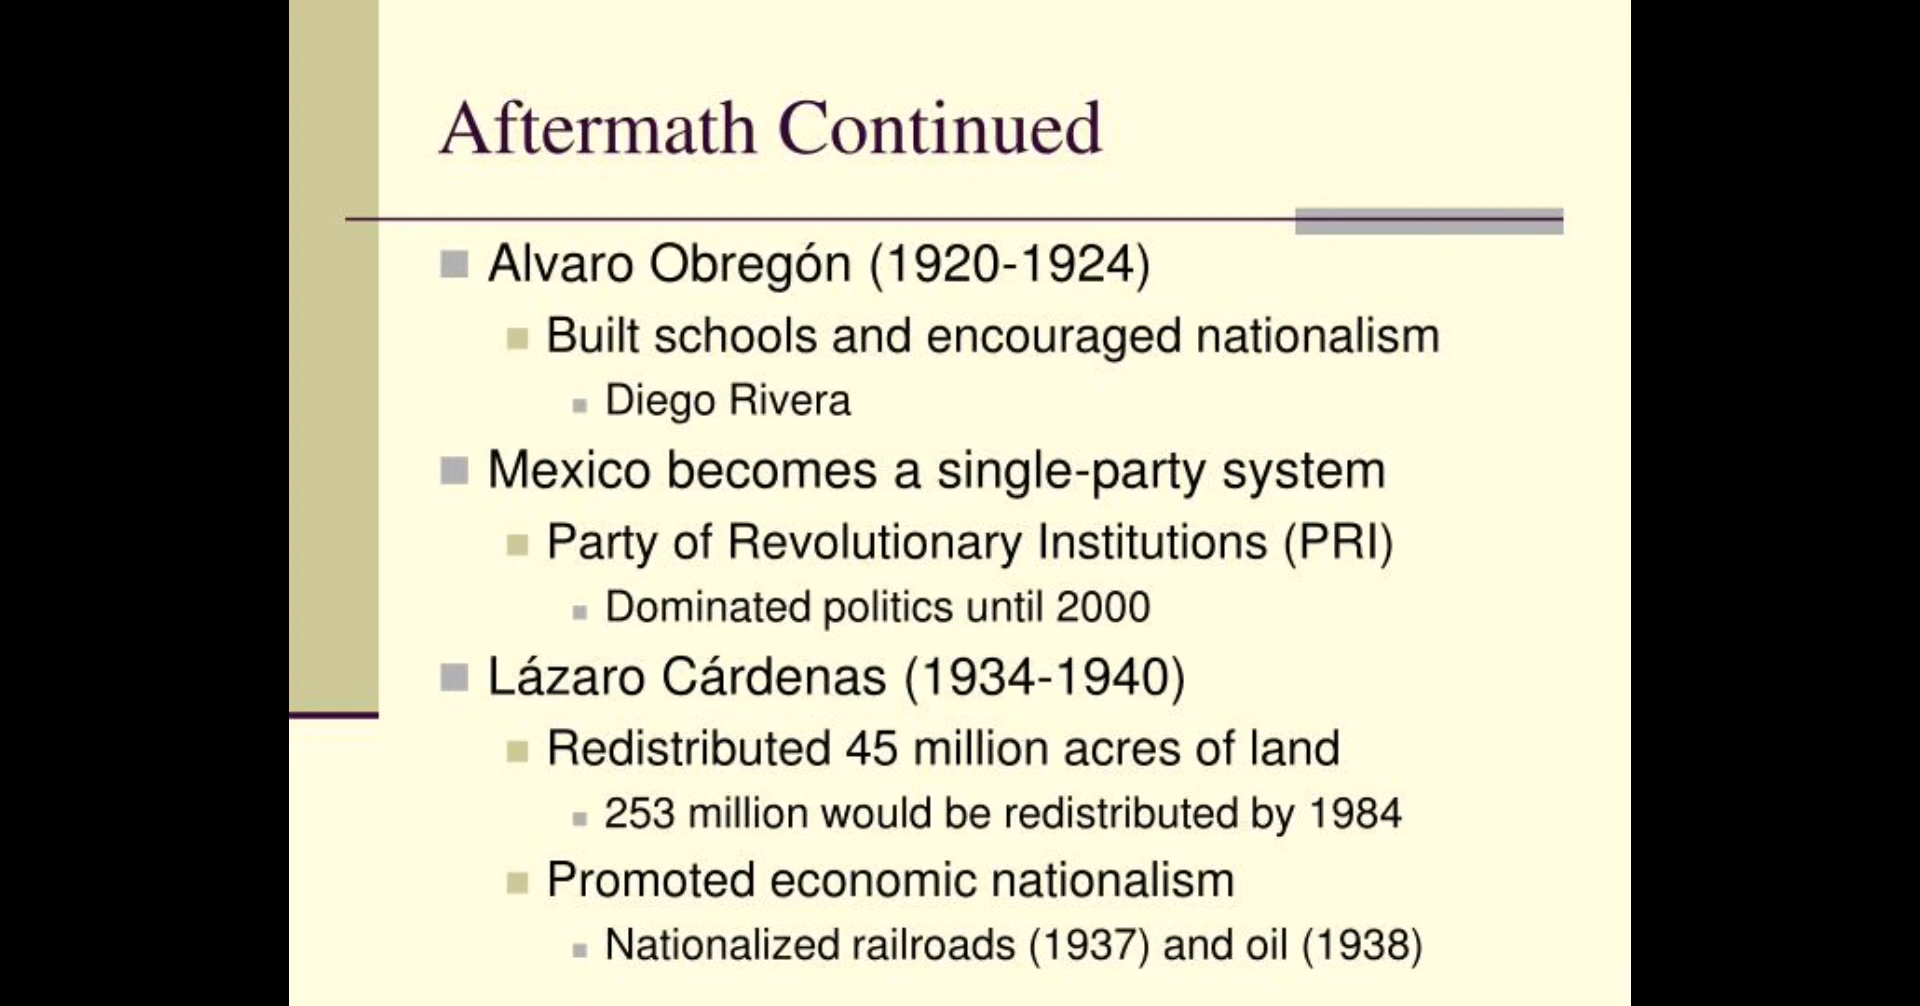 Aftermath Continued
Alvaro Obregón (1920-1924)
Built schools and encouraged nationalism
Diego Rivera
Mexico becomes a single-party system
Party of Revolutionary Institutions (PRI)
Dominated politics until 2000
Lázaro Cárdenas (1934-1940)
Redistributed 45 million acres of land
253 million would be redistributed by 1984
Promoted economic nationalism
Nationalized railroads (1937) and oil (1938)